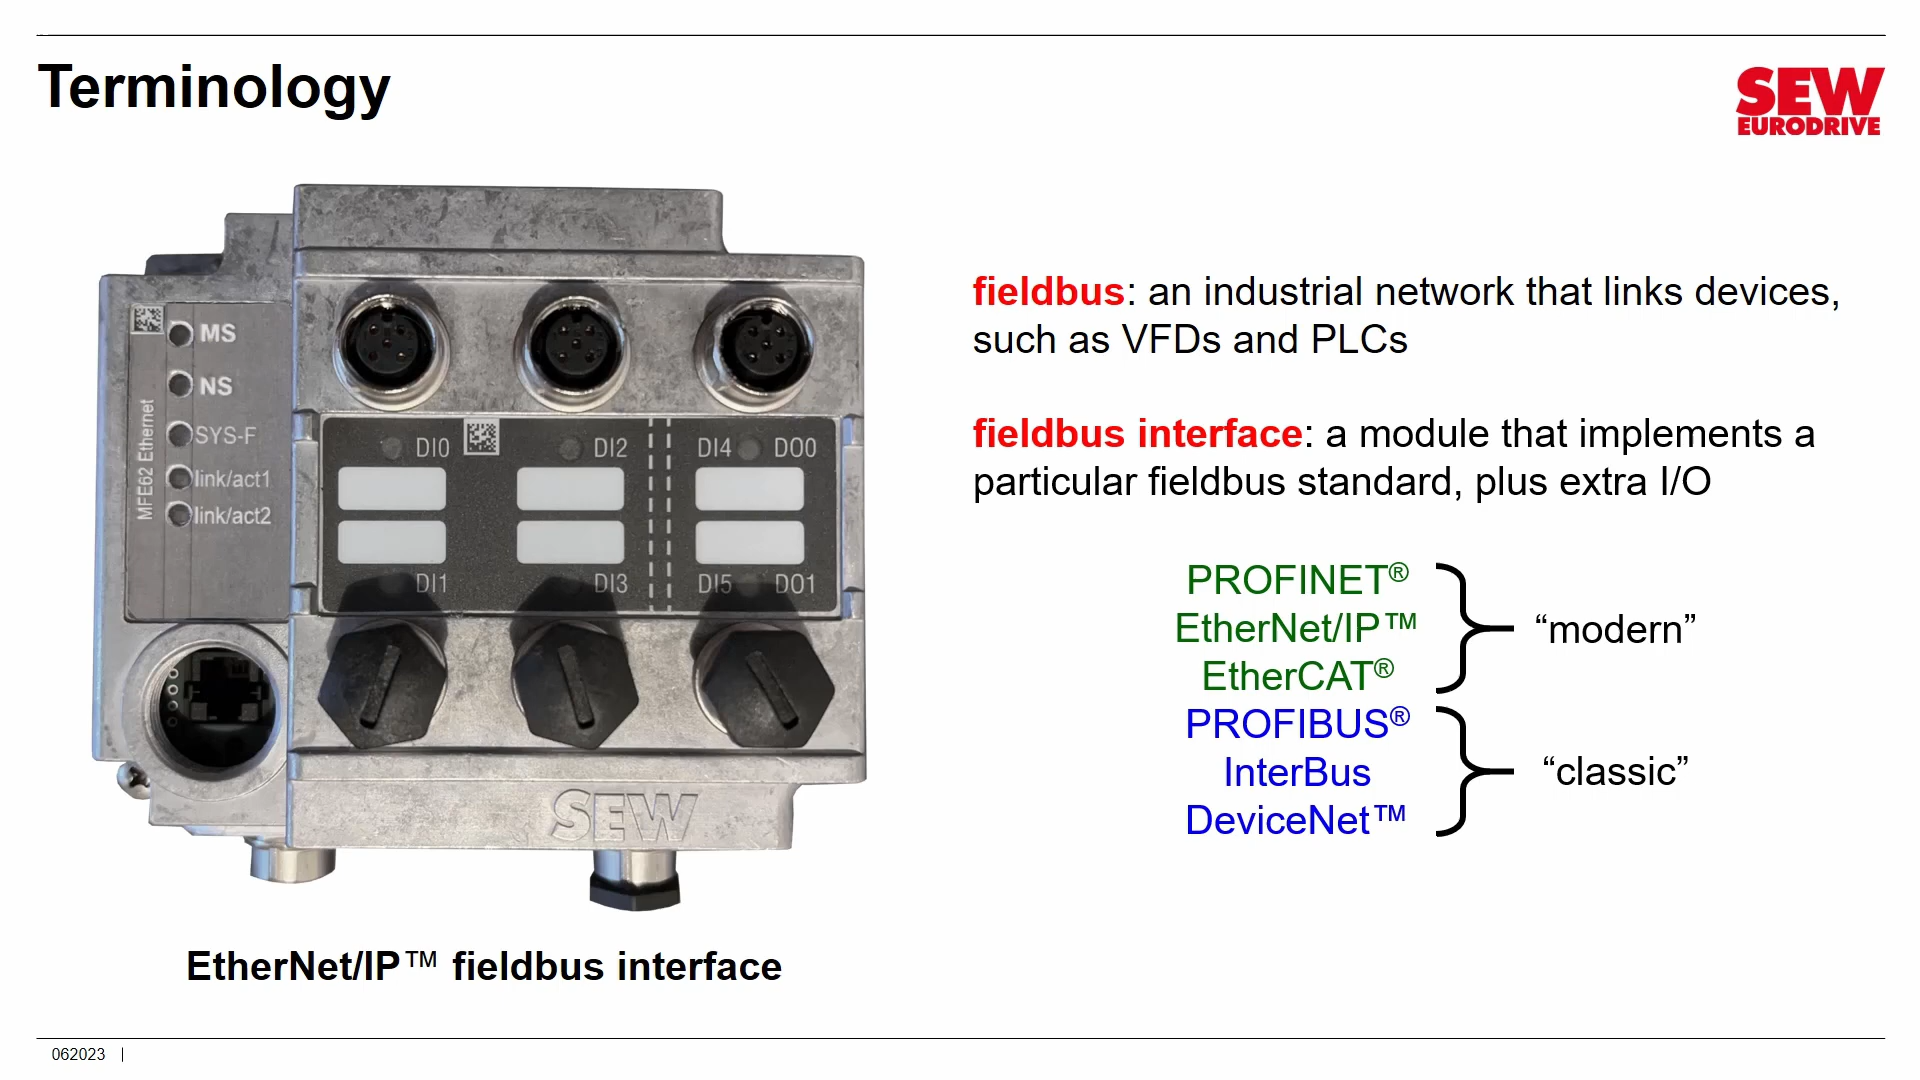 Terminology
SEW
EURODRIVE
MS
NS
SYS-F
link/act1
link/act2
MFE62 Ethernet
DI0
DI2
DI4
DO0
DI1
DI3
DI5
DO1
SEW
EtherNet/IP™ fieldbus interface
fieldbus: an industrial network that links devices,
such as VFDs and PLCs
fieldbus interface: a module that implements a
particular fieldbus standard, plus extra I/O
PROFINET®
EtherNet/IP™
EtherCAT®
“modern”
PROFIBUS®
InterBus
DeviceNet™
“classic”
062023 |